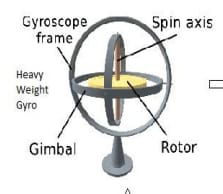 Gyroscope
frame
Spin axis
Heavy
Weight
Gyro
Gimbal
Rotor